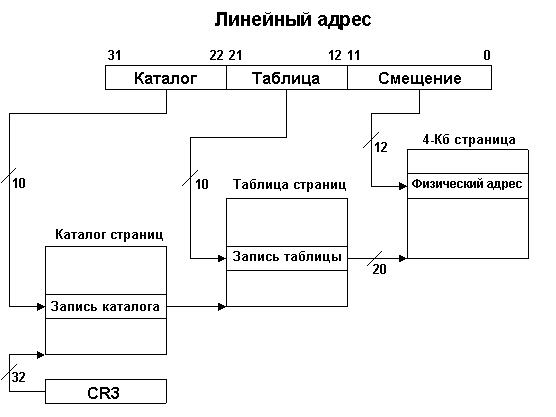 Линейный адрес
31 22 21 12 11 0
Каталог Таблица Смещение
4-Кб страница
12
10 10 Таблица страниц Физический адрес
Каталог страниц
Запись таблицы
20
Запись каталога
32
CR3